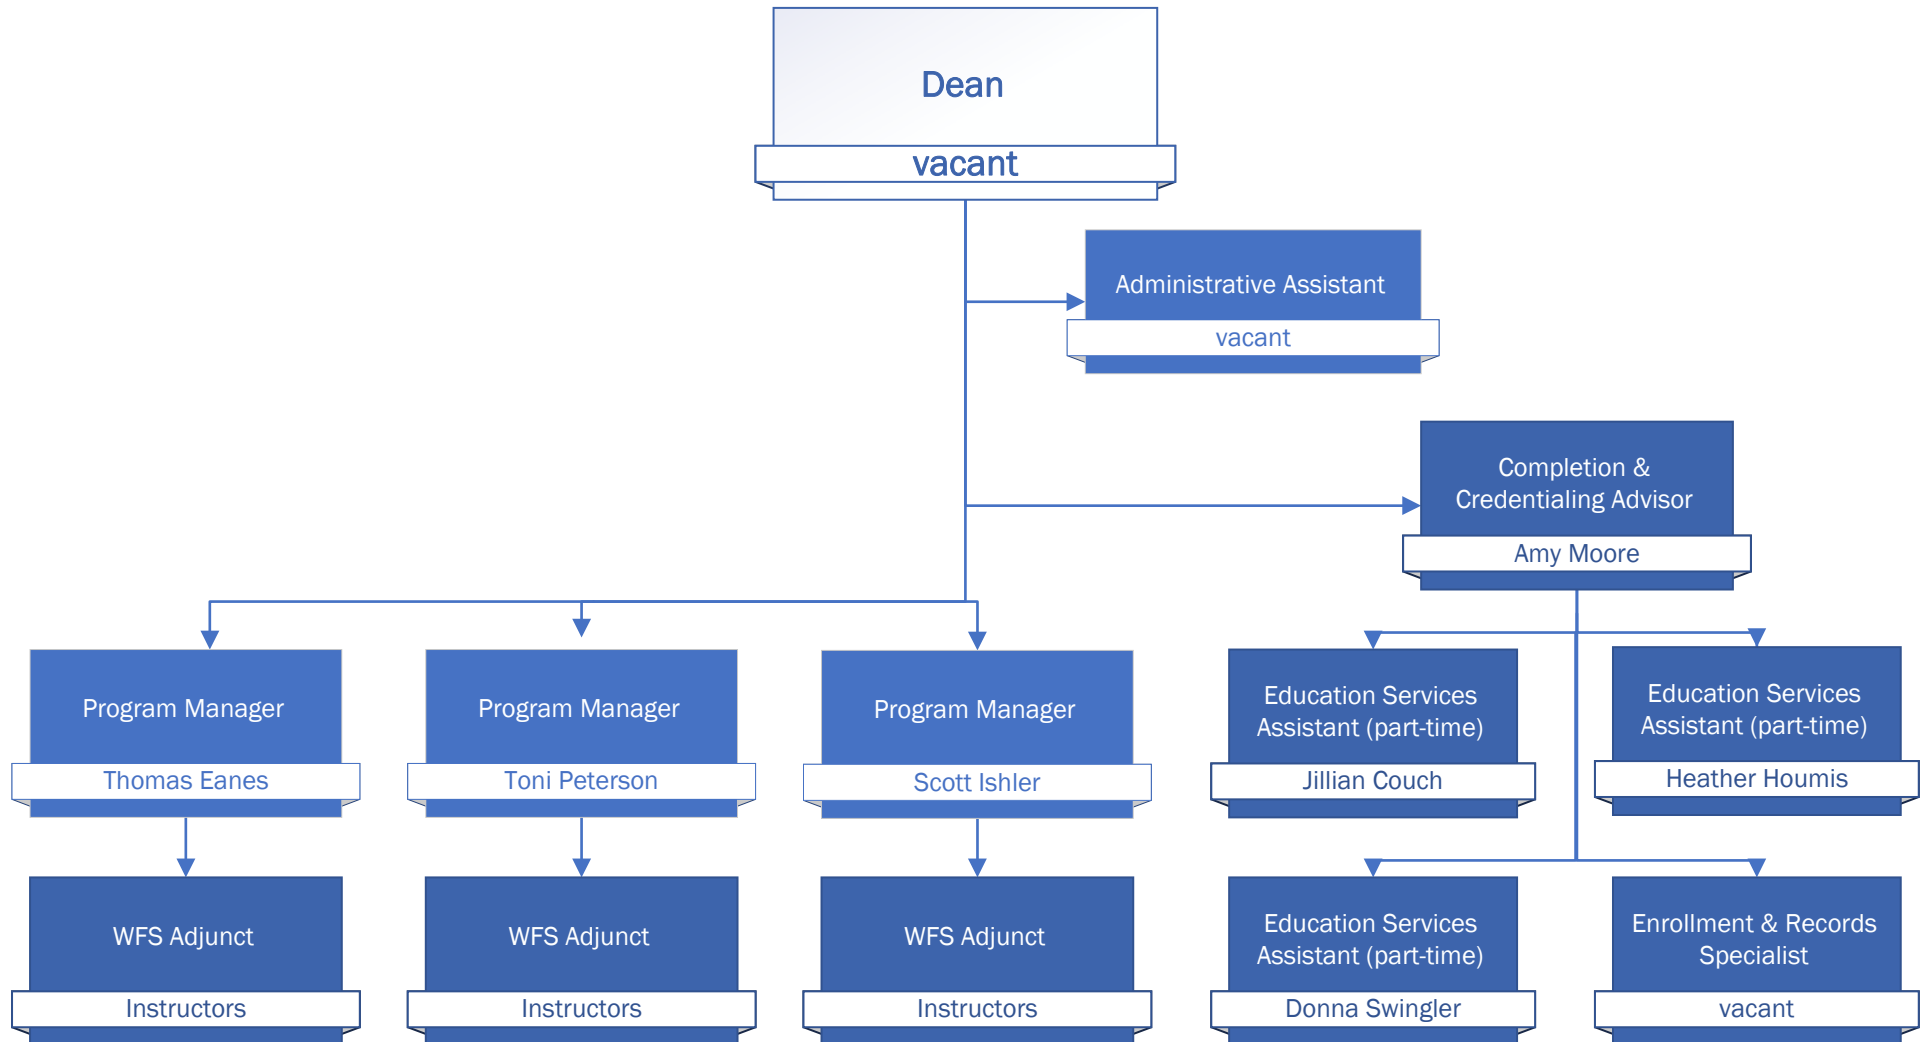 Dean
vacant
Administrative Assistant
vacant
Completion &
Credentialing Advisor
Amy Moore
Program Manager
Thomas Eanes
Program Manager
Toni Peterson
Program Manager
Scott Ishler
Education Services
Assistant (part-time)
Jillian Couch
Education Services
Assistant (part-time)
Heather Houmis
WFS Adjunct
Instructors
WFS Adjunct
Instructors
WFS Adjunct
Instructors
Education Services
Assistant (part-time)
Donna Swingler
Enrollment & Records
Specialist
vacant